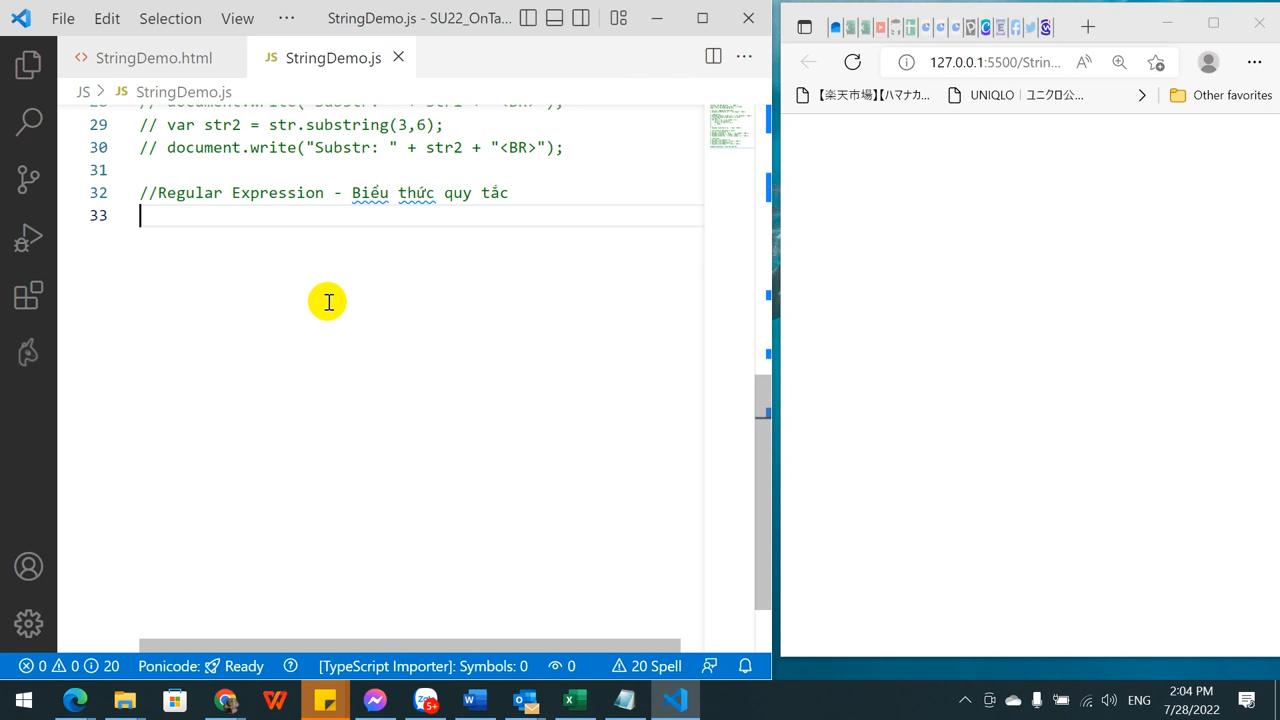 File Edit Selection View ··· StringDemo.js - SU22_OnTa...
StringDemo.html
JS StringDemo.js
JS > JS StringDemo.js
29 // var str2 = str.substring(3,6);
30 // document.write("Substr: " + str2 + "<BR>");
31
32 //Regular Expression - Biểu thức quy tắc
33
0 0 20 Ponicode: Ready [TypeScript Importer]: Symbols: 0 0 20 Spell
127.0.0.1:5500/Strin...
【楽天市場】【ハマナカ... UNIQLO｜ユニクロ公... Other favorites
ENG
2:04 PM
7/28/2022